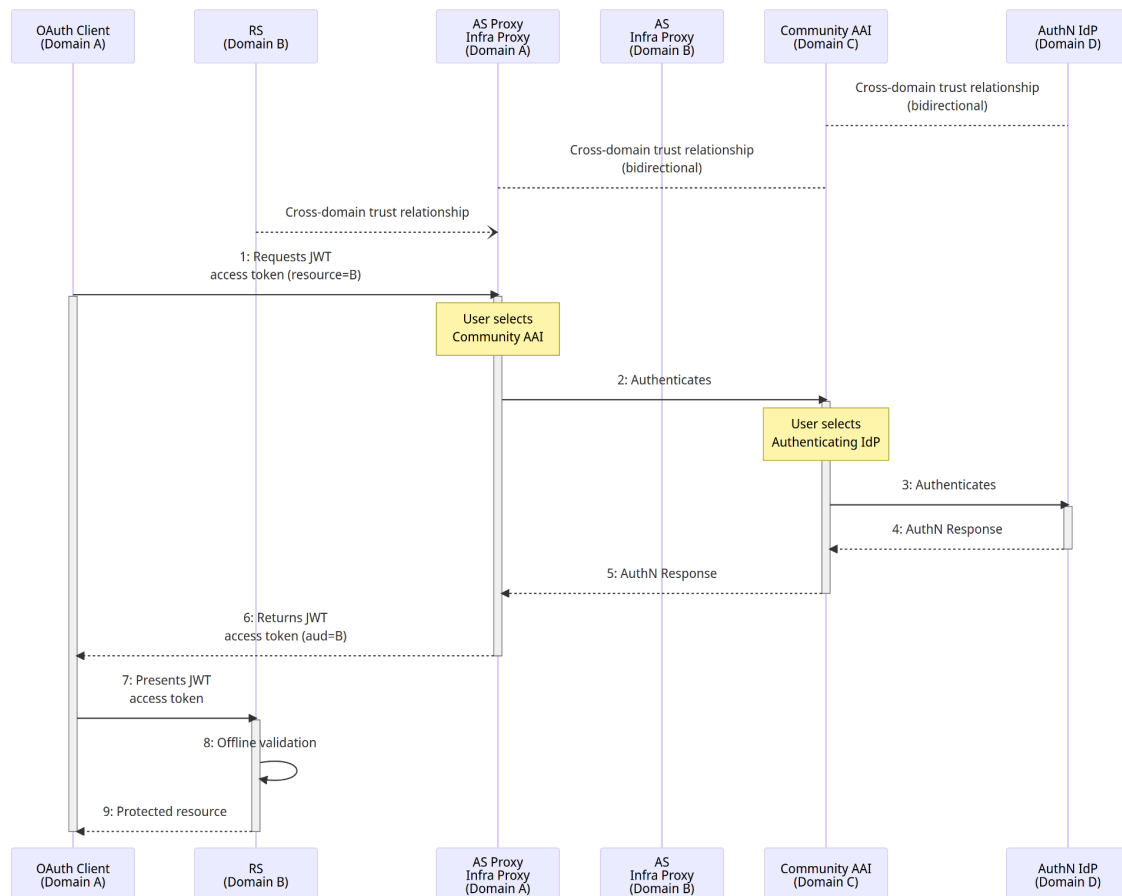 OAuth Client
(Domain A)
RS
(Domain B)
AS Proxy
Infra Proxy
(Domain A)
AS
Infra Proxy
(Domain B)
Community AAI
(Domain C)
AuthN IdP
(Domain D)
Cross-domain trust relationship
(bidirectional)
Cross-domain trust relationship
(bidirectional)
Cross-domain trust relationship
1: Requests JWT
access token (resource=B)
User selects
Community AAI
2: Authenticates
User selects
Authenticating IdP
3: Authenticates
4: AuthN Response
5: AuthN Response
6: Returns JWT
access token (aud=B)
7: Presents JWT
access token
8: Offline validation
9: Protected resource
OAuth Client
(Domain A)
RS
(Domain B)
AS Proxy
Infra Proxy
(Domain A)
AS
Infra Proxy
(Domain B)
Community AAI
(Domain C)
AuthN IdP
(Domain D)